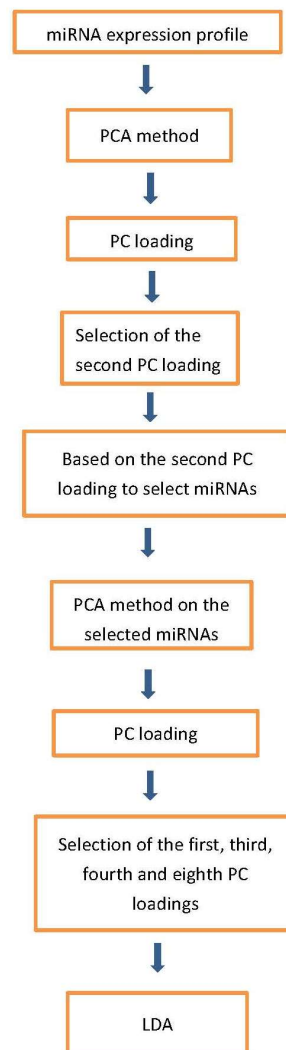 miRNA expression profile
PCA method
PC loading
Selection of the
second PC loading
Based on the second PC
loading to select miRNAs
PCA method on the
selected miRNAs
PC loading
Selection of the first, third,
fourth and eighth PC
loadings
LDA